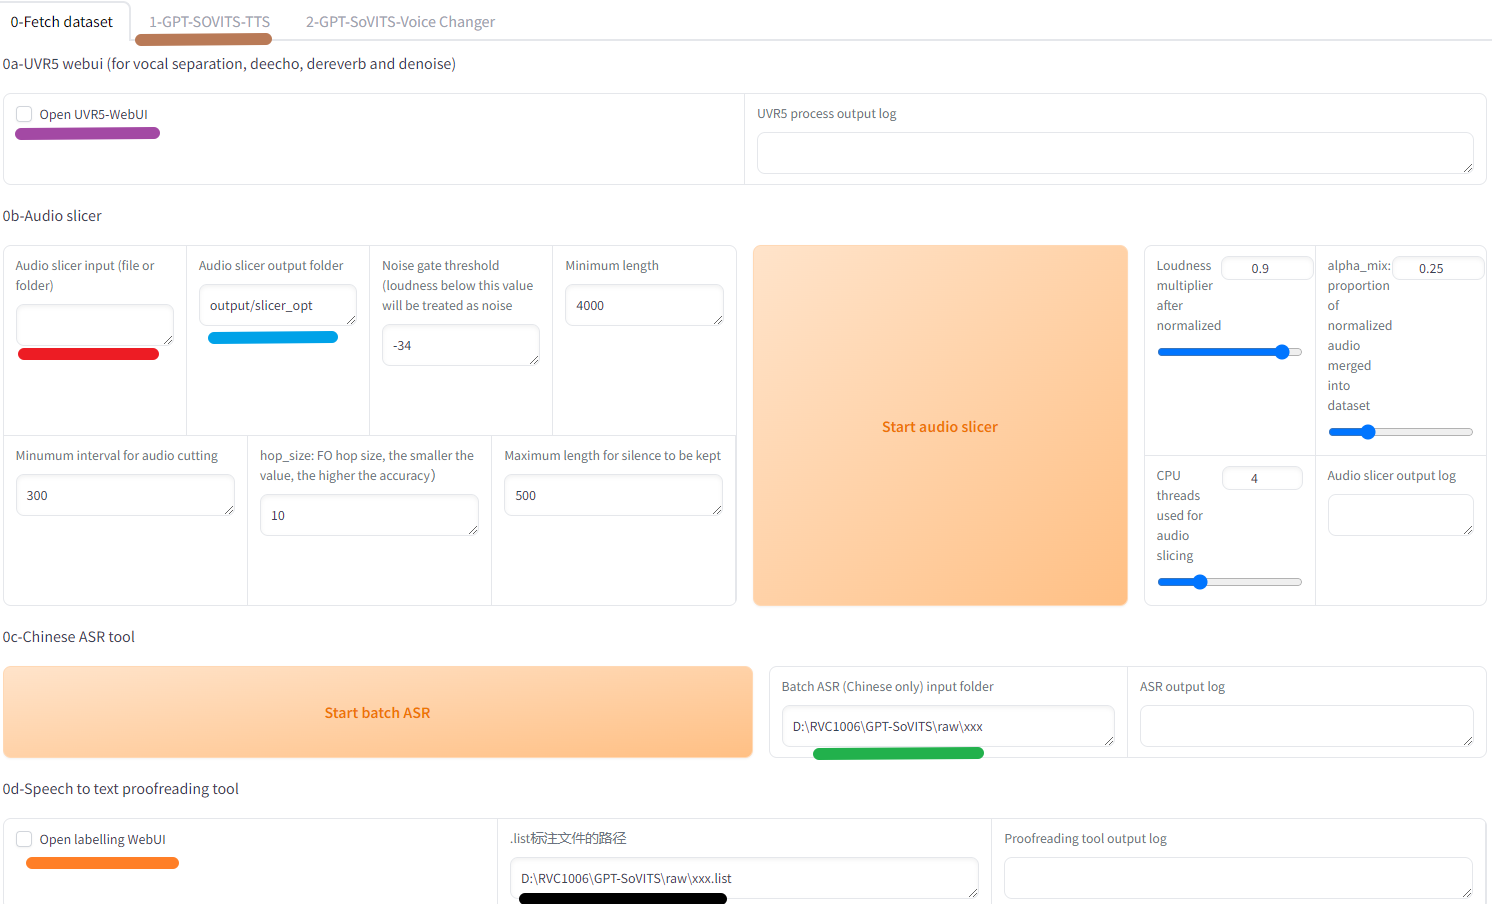 0-Fetch dataset
1-GPT-SOVITS-TTS
2-GPT-SoVITS-Voice Changer
0a-UVR5 webui (for vocal separation, deecho, dereverb and denoise)
Open UVR5-WebUI
UVR5 process output log
0b-Audio slicer
Audio slicer input (file or
folder)
Audio slicer output folder
output/slicer_opt
Noise gate threshold
(loudness below this value
will be treated as noise
-34
Minimum length
4000
Minumum interval for audio cutting
300
hop_size: FO hop size, the smaller the
value, the higher the accuracy）
10
Maximum length for silence to be kept
500
Start audio slicer
Loudness
multiplier
after
normalized
0.9
alpha_mix:
proportion
of
normalized
audio
merged
into
dataset
0.25
CPU
threads
used for
audio
slicing
4
Audio slicer output log
0c-Chinese ASR tool
Start batch ASR
Batch ASR (Chinese only) input folder
D:\RVC1006\GPT-SoVITS\raw\xxx
ASR output log
0d-Speech to text proofreading tool
Open labelling WebUI
.list标注文件的路径
D:\RVC1006\GPT-SoVITS\raw\xxx.list
Proofreading tool output log